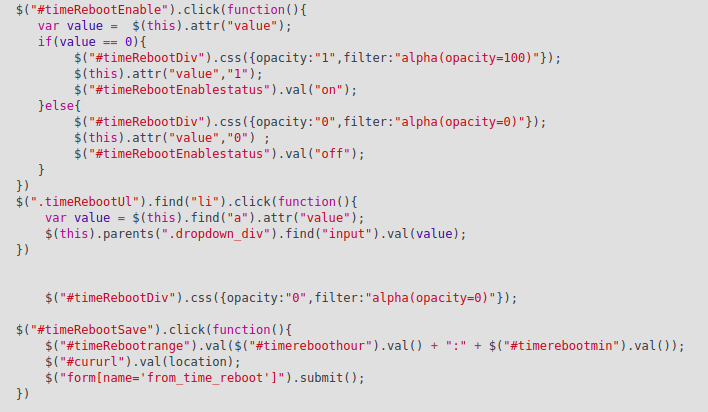 $("#timeRebootEnable").click(function(){
var value = $(this).attr("value");
if(value == 0){
$("#timeRebootDiv").css({opacity:"1",filter:"alpha(opacity=100)"});
$(this).attr("value","1");
$("#timeRebootEnablestatus").val("on");
}else{
$("#timeRebootDiv").css({opacity:"0",filter:"alpha(opacity=0)"});
$(this).attr("value","0") ;
$("#timeRebootEnablestatus").val("off");
}
})
$(".timeRebootUl").find("li").click(function(){
var value = $(this).find("a").attr("value");
$(this).parents(".dropdown_div").find("input").val(value);
})
$("#timeRebootDiv").css({opacity:"0",filter:"alpha(opacity=0)"});
$("#timeRebootSave").click(function(){
$("#timeRebootrange").val($("#timereboothour").val() + ":" + $("#timerebootmin").val());
$("#cururl").val(location);
$("form[name='from_time_reboot']").submit();
})